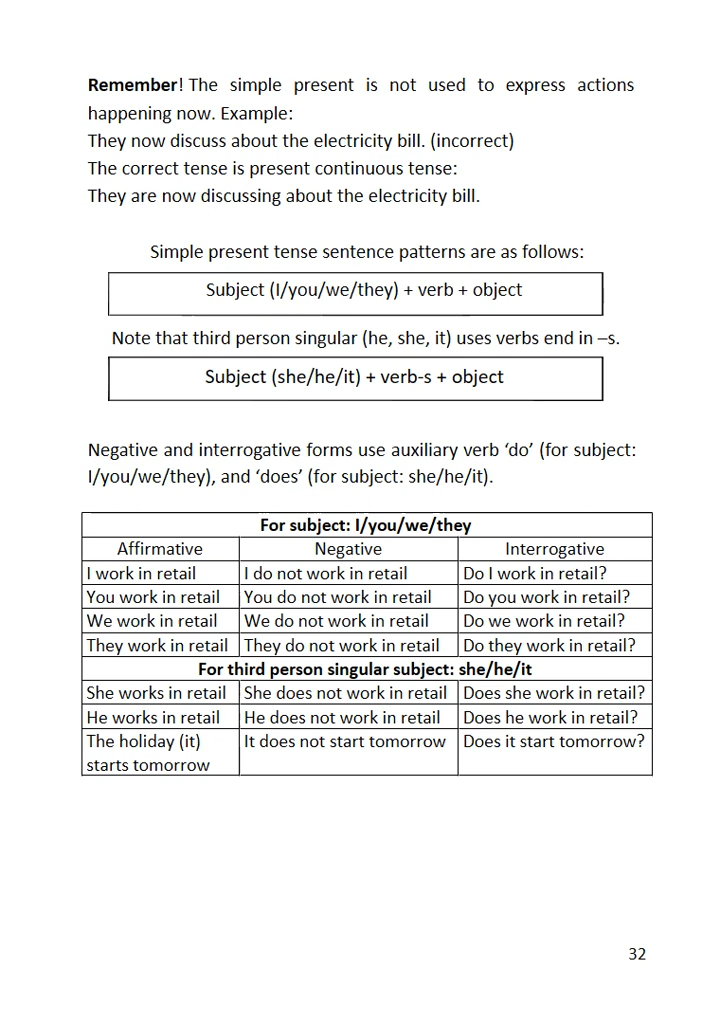 Remember! The simple present is not used to express actions
happening now. Example:
They now discuss about the electricity bill. (incorrect)
The correct tense is present continuous tense:
They are now discussing about the electricity bill.
Simple present tense sentence patterns are as follows:
Subject (I/you/we/they) + verb + object
Note that third person singular (he, she, it) uses verbs end in –s.
Subject (she/he/it) + verb-s + object
Negative and interrogative forms use auxiliary verb ‘do’ (for subject:
I/you/we/they), and ‘does’ (for subject: she/he/it).
For subject: I/you/we/they
Affirmative Negative Interrogative
I work in retail I do not work in retail Do I work in retail?
You work in retail You do not work in retail Do you work in retail?
We work in retail We do not work in retail Do we work in retail?
They work in retail They do not work in retail Do they work in retail?
For third person singular subject: she/he/it
She works in retail She does not work in retail Does she work in retail?
He works in retail He does not work in retail Does he work in retail?
The holiday (it) It does not start tomorrow Does it start tomorrow?
starts tomorrow
32